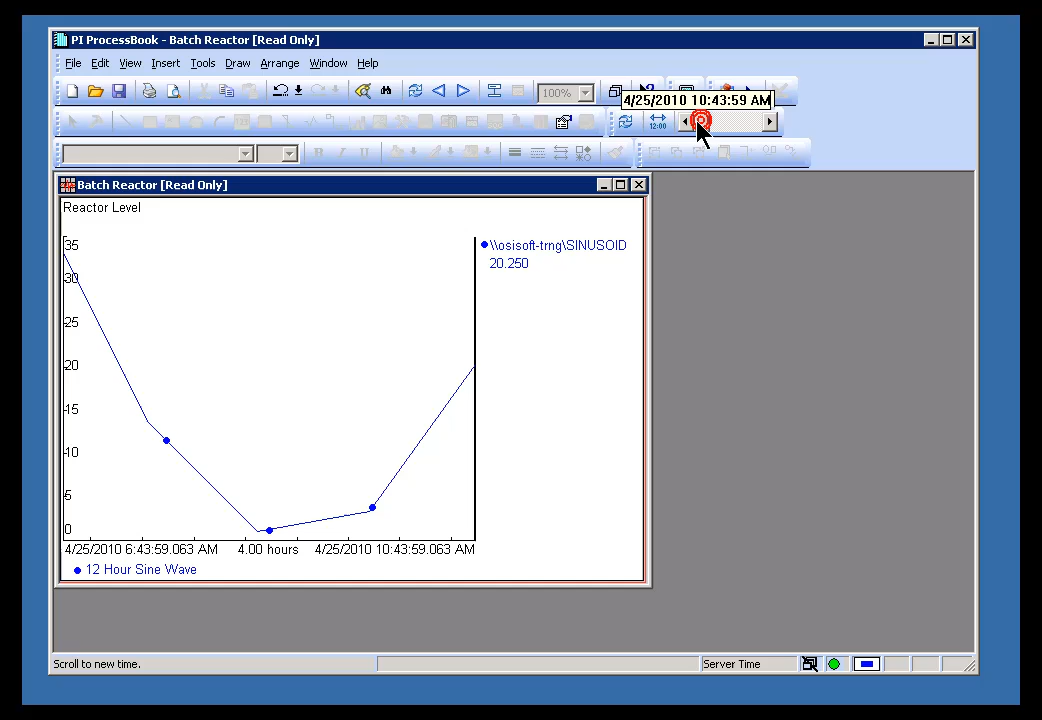 PI ProcessBook - Batch Reactor [Read Only]
File Edit View Insert Tools Draw Arrange Window Help
100%
4/25/2010 10:43:59 AM
12:00
B I U
Batch Reactor [Read Only]
Reactor Level
35
30
25
20
15
10
5
0
\\osisoft-trng\SINUSOID
20.250
4/25/2010 6:43:59.063 AM 4.00 hours 4/25/2010 10:43:59.063 AM
12 Hour Sine Wave
Scroll to new time.
Server Time